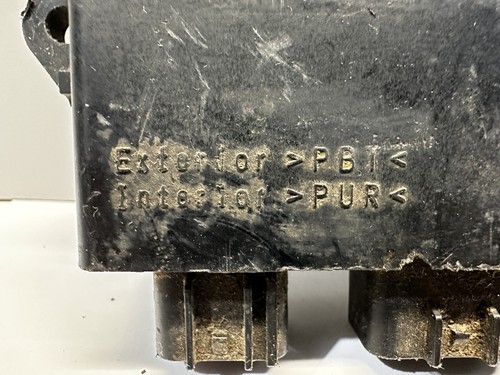 Exterior >PBT<
Interior >PUR<